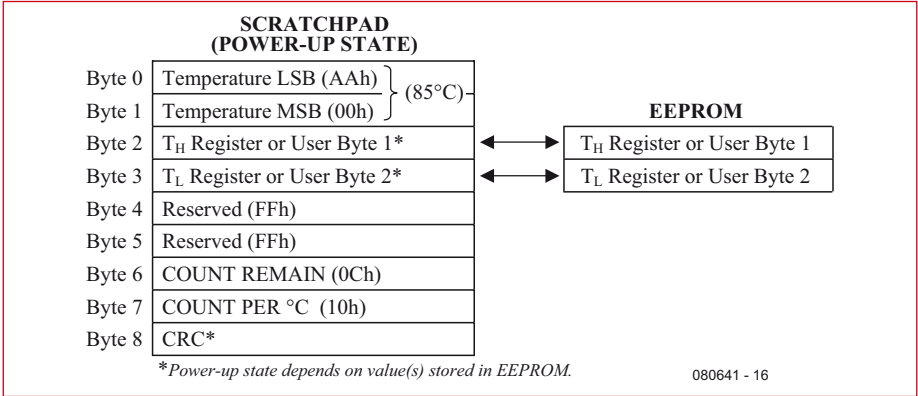 SCRATCHPAD
(POWER-UP STATE)
Byte 0 Temperature LSB (AAh)
(85°C)
Byte 1 Temperature MSB (00h)
EEPROM
Byte 2 TH Register or User Byte 1* TH Register or User Byte 1
Byte 3 TL Register or User Byte 2* TL Register or User Byte 2
Byte 4 Reserved (FFh)
Byte 5 Reserved (FFh)
Byte 6 COUNT REMAIN (0Ch)
Byte 7 COUNT PER °C (10h)
Byte 8 CRC*
*Power-up state depends on value(s) stored in EEPROM.
080641 - 16